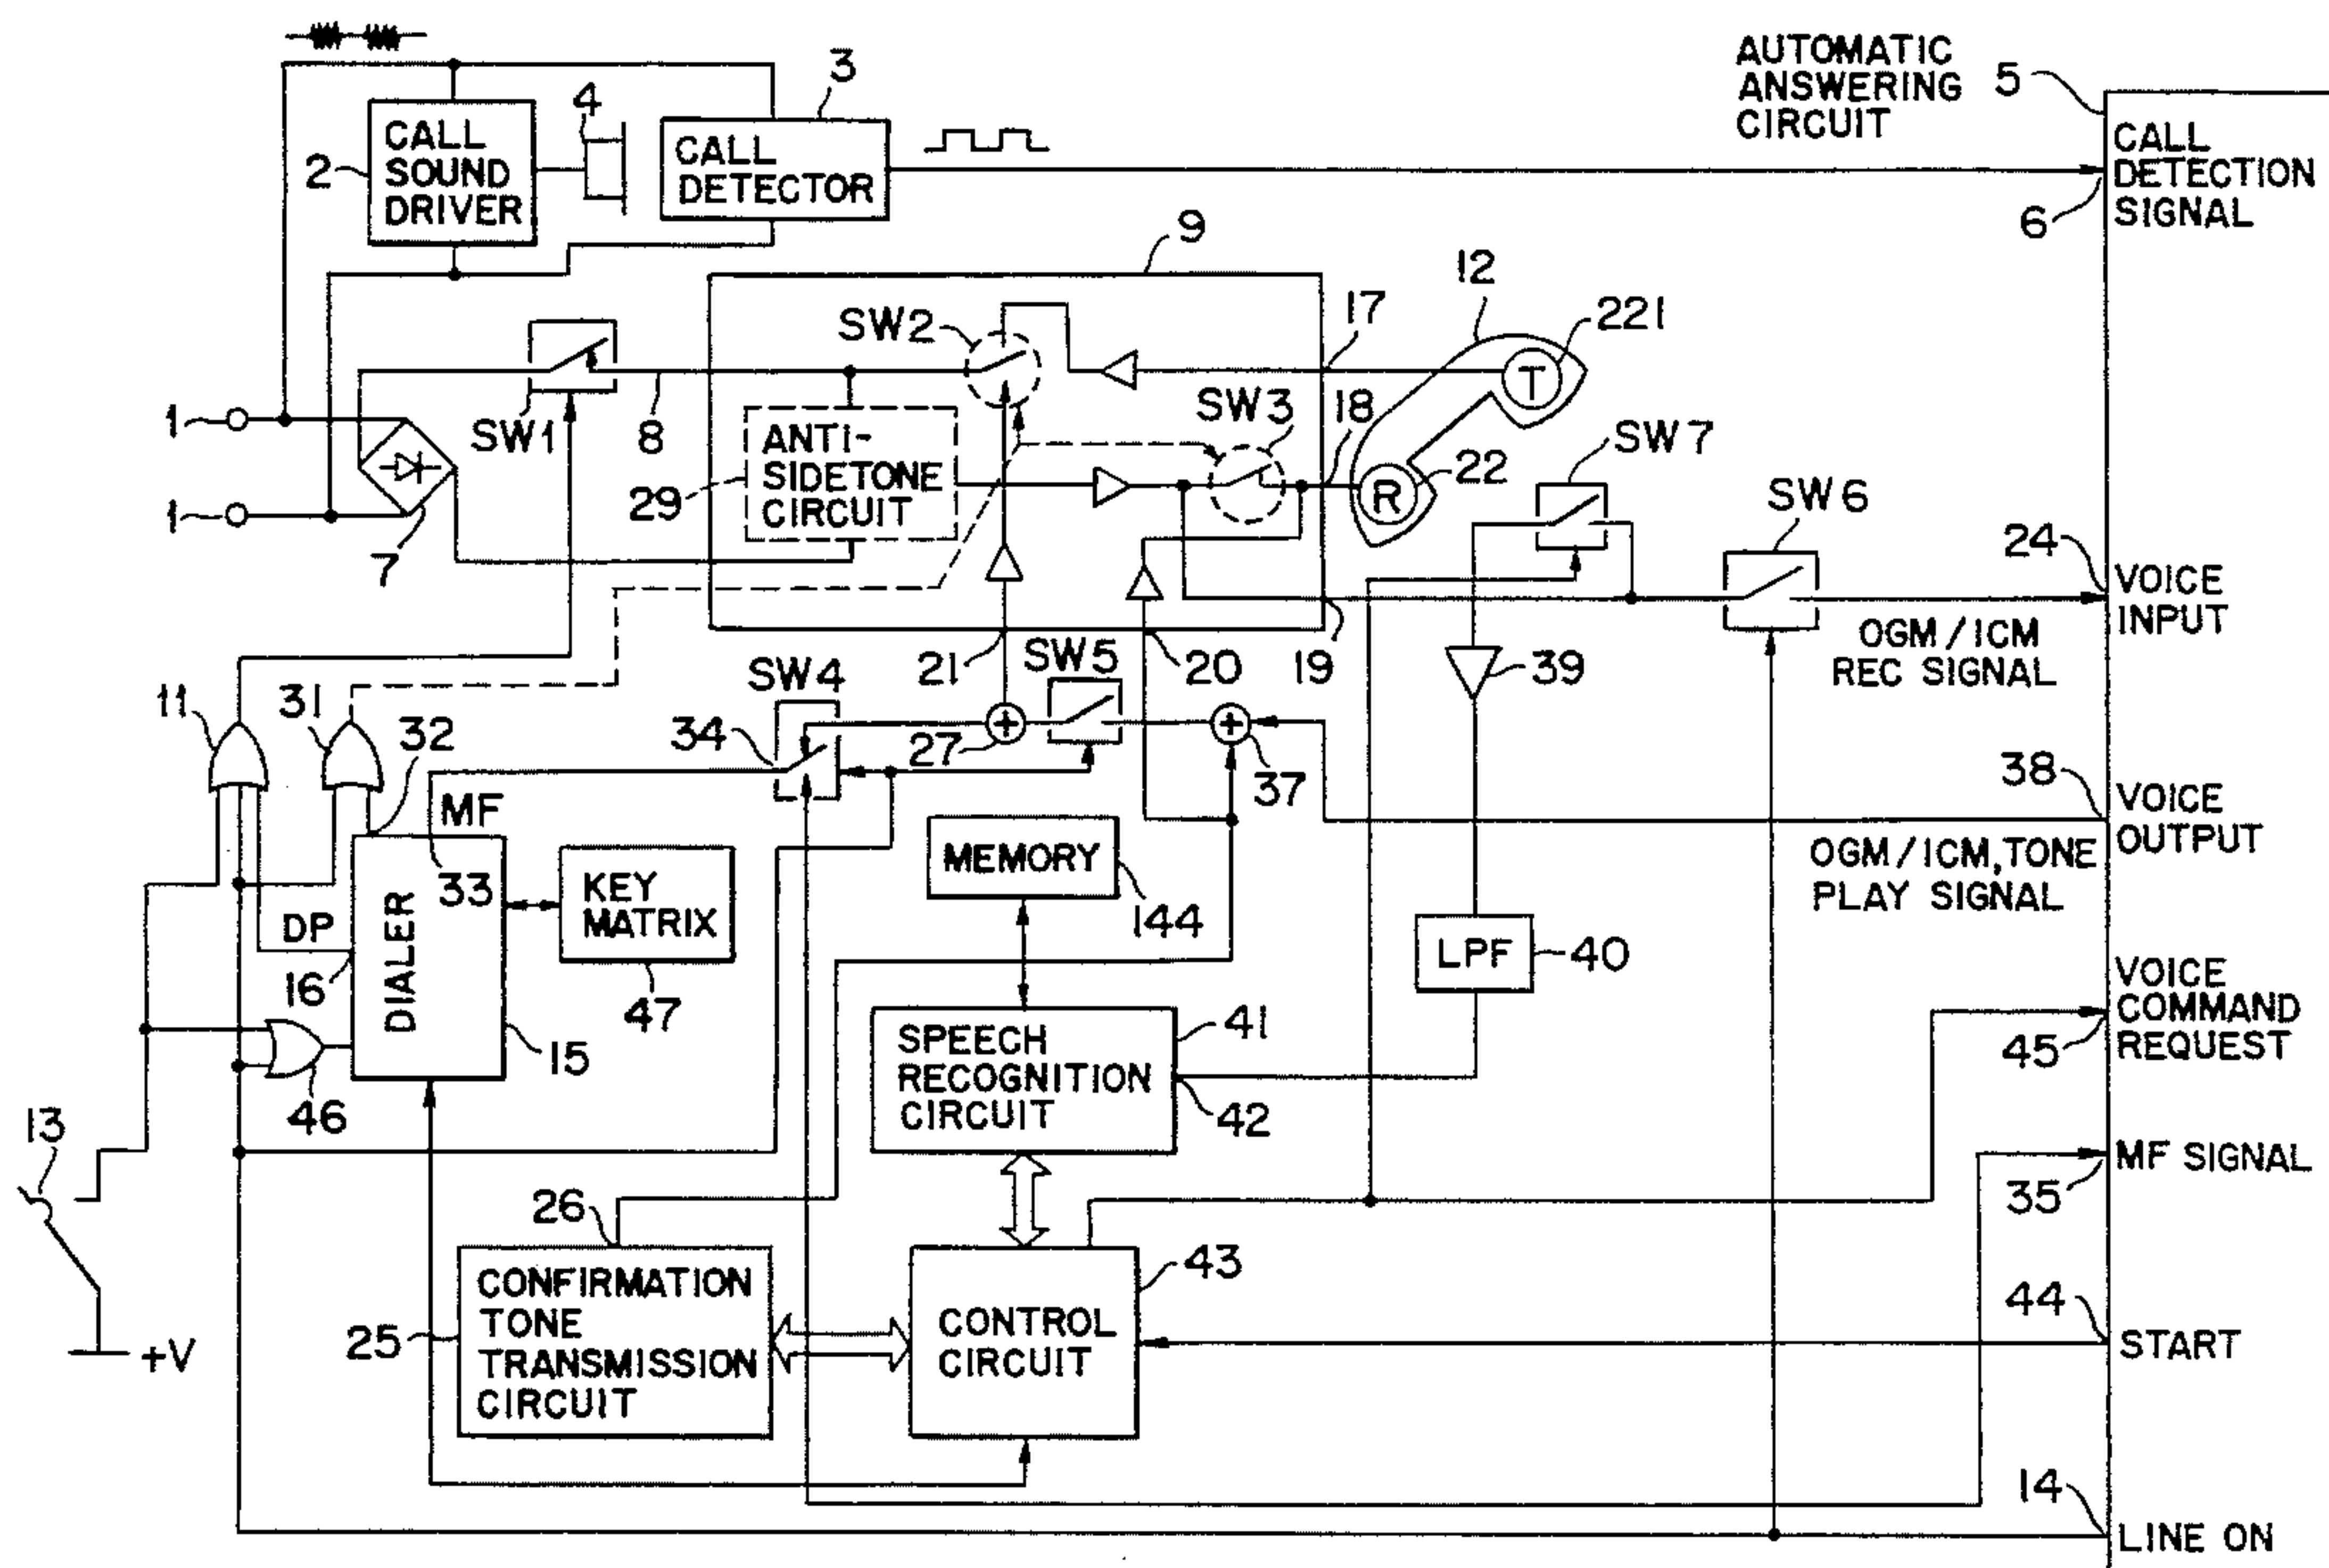 AUTOMATIC
ANSWERING
CIRCUIT
5
3
4
2
CALL
SOUND
DRIVER
CALL
DETECTOR
CALL
DETECTION
SIGNAL
6
9
12
17
221
SW2
T
SW1
8
SW3
18
SW7
1
ANTI-
SIDETONE
CIRCUIT
29
R
22
SW6
1
7
24
VOICE
INPUT
21
SW5
20
19
39
OGM/ICM
REC SIGNAL
11
31
32
SW4
34
27
37
38
VOICE
OUTPUT
MF
33
MEMORY
144
OGM/ICM, TONE
PLAY SIGNAL
KEY
MATRIX
47
DP
16
DIALER
15
46
LPF
40
VOICE
COMMAND
REQUEST
45
SPEECH
RECOGNITION
CIRCUIT
41
42
13
+V
MF SIGNAL
35
26
25
CONFIRMATION
TONE
TRANSMISSION
CIRCUIT
CONTROL
CIRCUIT
43
44
START
14
LINE ON